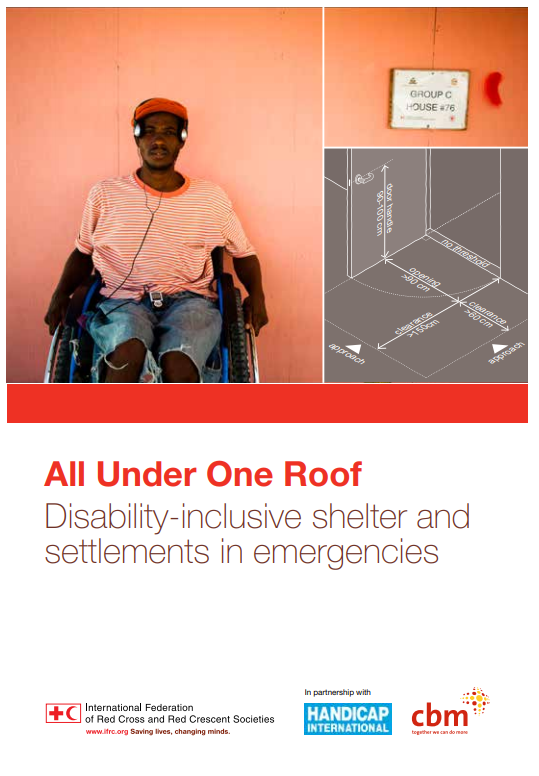 GROUP C
HOUSE #76
door handle
90-100 cm
no threshold
opening
>90 cm
clearance
>60 cm
clearance
>150cm
approach
approach
All Under One Roof
Disability-inclusive shelter and
settlements in emergencies
International Federation
of Red Cross and Red Crescent Societies
www.ifrc.org Saving lives, changing minds.
In partnership with
HANDICAP
INTERNATIONAL
cbm
together we can do more